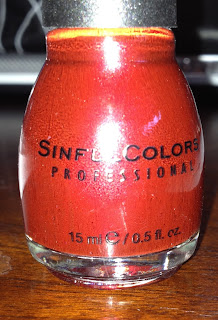 SINFULCOLORS
PROFESSIONAL
15 ml ℮ / 0.5 fl. oz.